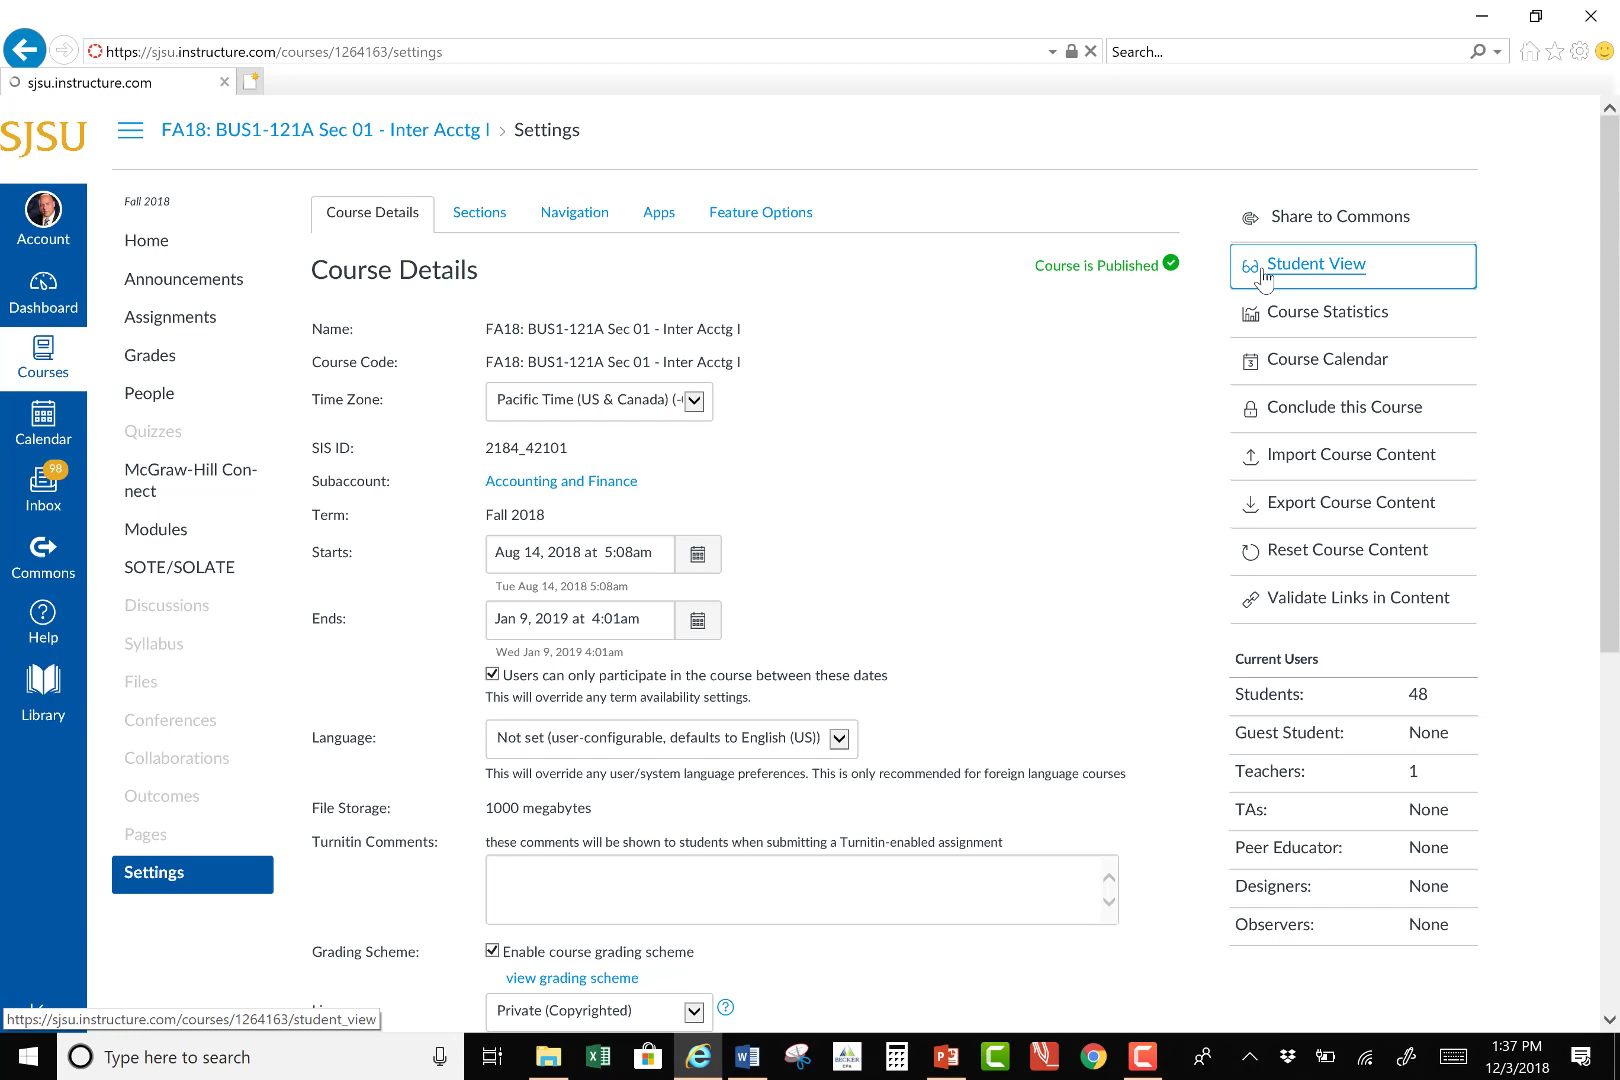 https://sjsu.instructure.com/courses/1264163/settings
Search...
sjsu.instructure.com
SJSU
FA18: BUS1-121A Sec 01 - Inter Acctg I › Settings
Account
Dashboard
Courses
Calendar
98
Inbox
Commons
Help
Library
Fall 2018
Home
Announcements
Assignments
Grades
People
Quizzes
McGraw-Hill Con-
nect
Modules
SOTE/SOLATE
Discussions
Syllabus
Files
Conferences
Collaborations
Outcomes
Pages
Settings
Course Details Sections Navigation Apps Feature Options
Course Details
Course is Published
Name: FA18: BUS1-121A Sec 01 - Inter Acctg I
Course Code: FA18: BUS1-121A Sec 01 - Inter Acctg I
Time Zone: Pacific Time (US & Canada) (-
SIS ID: 2184_42101
Subaccount: Accounting and Finance
Term: Fall 2018
Starts: Aug 14, 2018 at 5:08am
Tue Aug 14, 2018 5:08am
Ends: Jan 9, 2019 at 4:01am
Wed Jan 9, 2019 4:01am
Users can only participate in the course between these dates
This will override any term availability settings.
Language: Not set (user-configurable, defaults to English (US))
This will override any user/system language preferences. This is only recommended for foreign language courses
File Storage: 1000 megabytes
Turnitin Comments: these comments will be shown to students when submitting a Turnitin-enabled assignment
Grading Scheme: Enable course grading scheme
view grading scheme
Private (Copyrighted)
Share to Commons
Student View
Course Statistics
3
Course Calendar
Conclude this Course
Import Course Content
Export Course Content
Reset Course Content
Validate Links in Content
Current Users
Students: 48
Guest Student: None
Teachers: 1
TAs: None
Peer Educator: None
Designers: None
Observers: None
https://sjsu.instructure.com/courses/1264163/student_view
Type here to search
BECKER
1:37 PM
12/3/2018